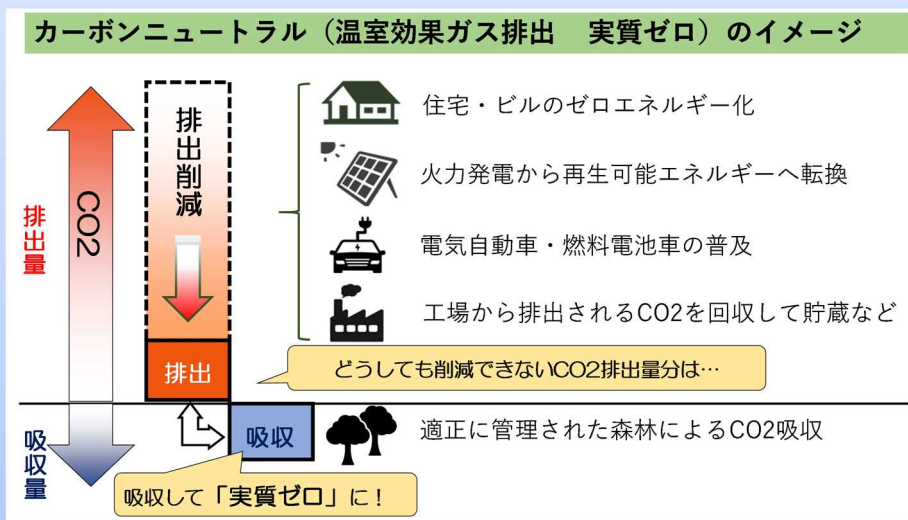 カーボンニュートラル（温室効果ガス排出　実質ゼロ）のイメージ
排出量
CO2
排出削減
住宅・ビルのゼロエネルギー化
火力発電から再生可能エネルギーへ転換
電気自動車・燃料電池車の普及
工場から排出されるCO2を回収して貯蔵など
排出
どうしても削減できないCO2排出量分は…
吸収量
吸収
適正に管理された森林によるCO2吸収
吸収して「実質ゼロ」に！